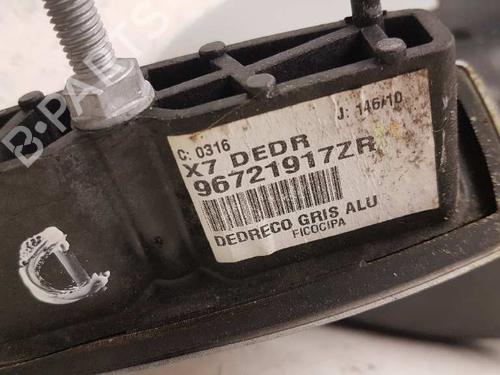 C: 0316
J: 146/10
X7 DEDR
96721917ZR
DEDRECO GRIS ALU
FICOCIPA
B-PARTS